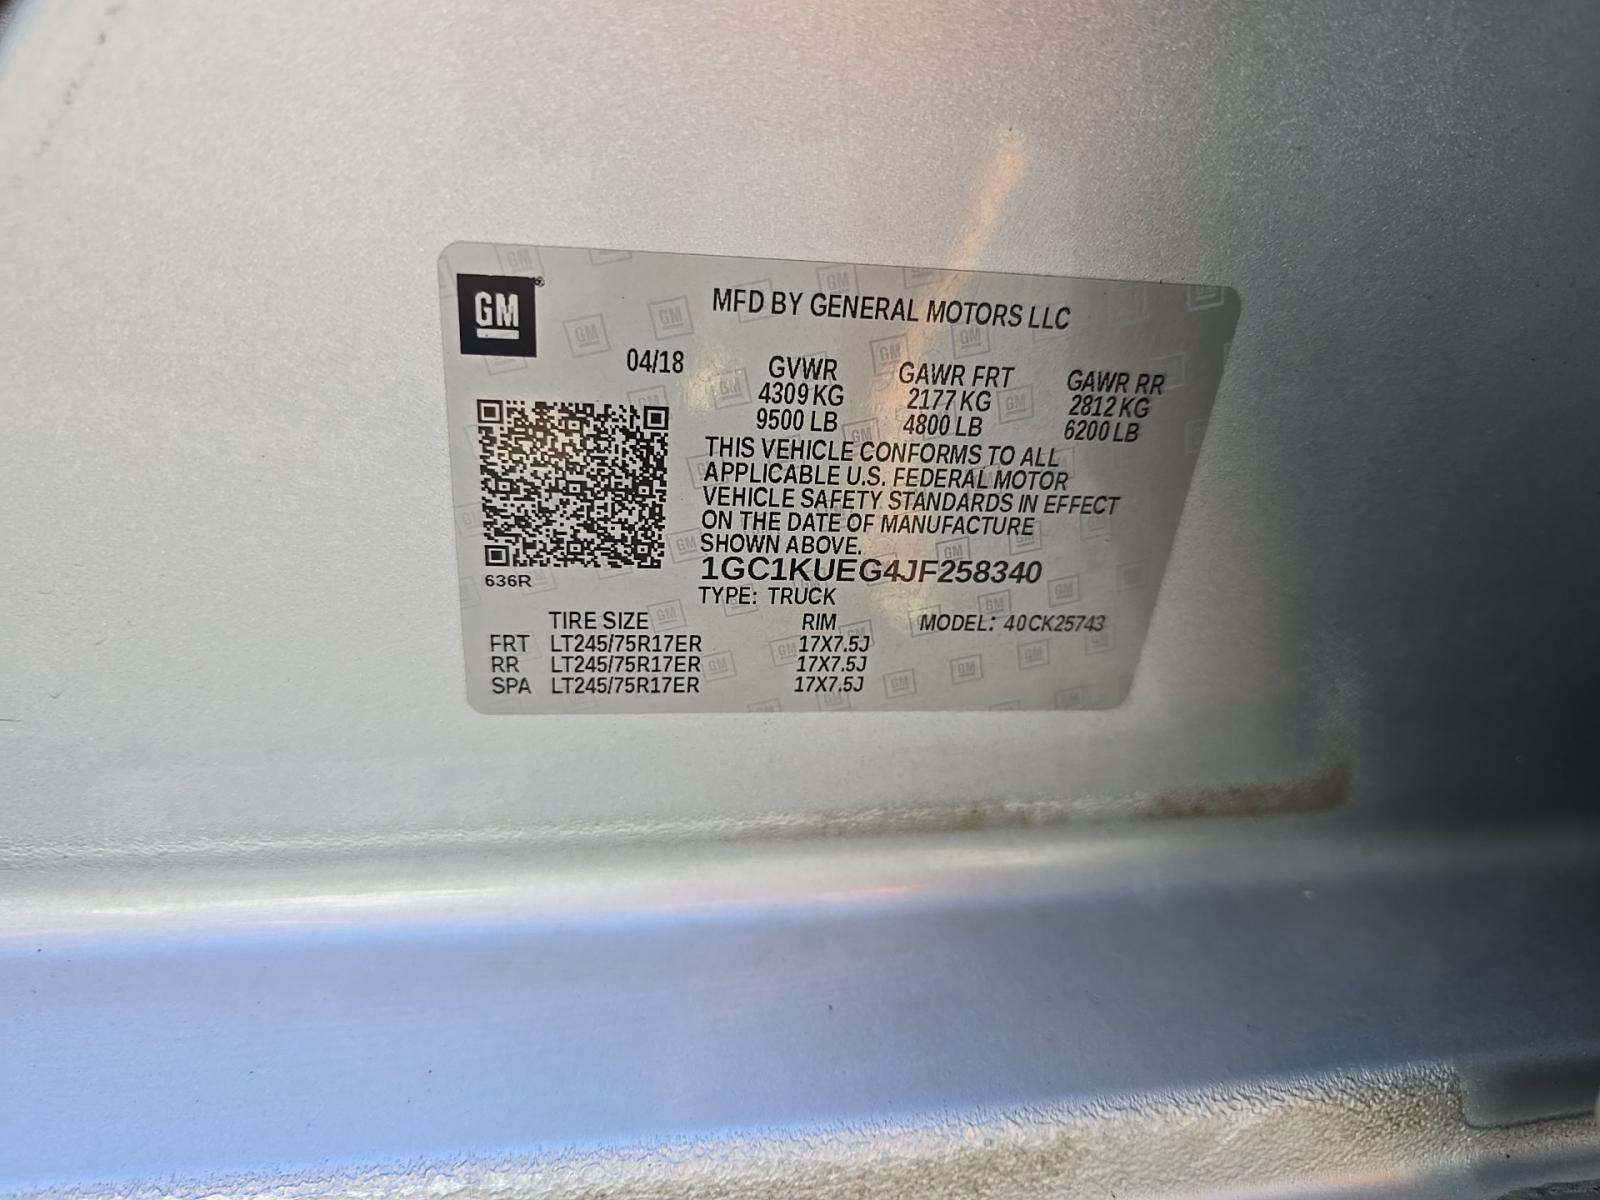 GM
MFD BY GENERAL MOTORS LLC
04/18 GVWR GAWR FRT GAWR RR
4309 KG 2177 KG 2812 KG
9500 LB 4800 LB 6200 LB
THIS VEHICLE CONFORMS TO ALL
APPLICABLE U.S. FEDERAL MOTOR
VEHICLE SAFETY STANDARDS IN EFFECT
ON THE DATE OF MANUFACTURE
SHOWN ABOVE.
1GC1KUEG4JF258340
636R
TYPE: TRUCK
TIRE SIZE RIM MODEL: 40CK25743
FRT LT245/75R17ER 17X7.5J
RR LT245/75R17ER 17X7.5J
SPA LT245/75R17ER 17X7.5J